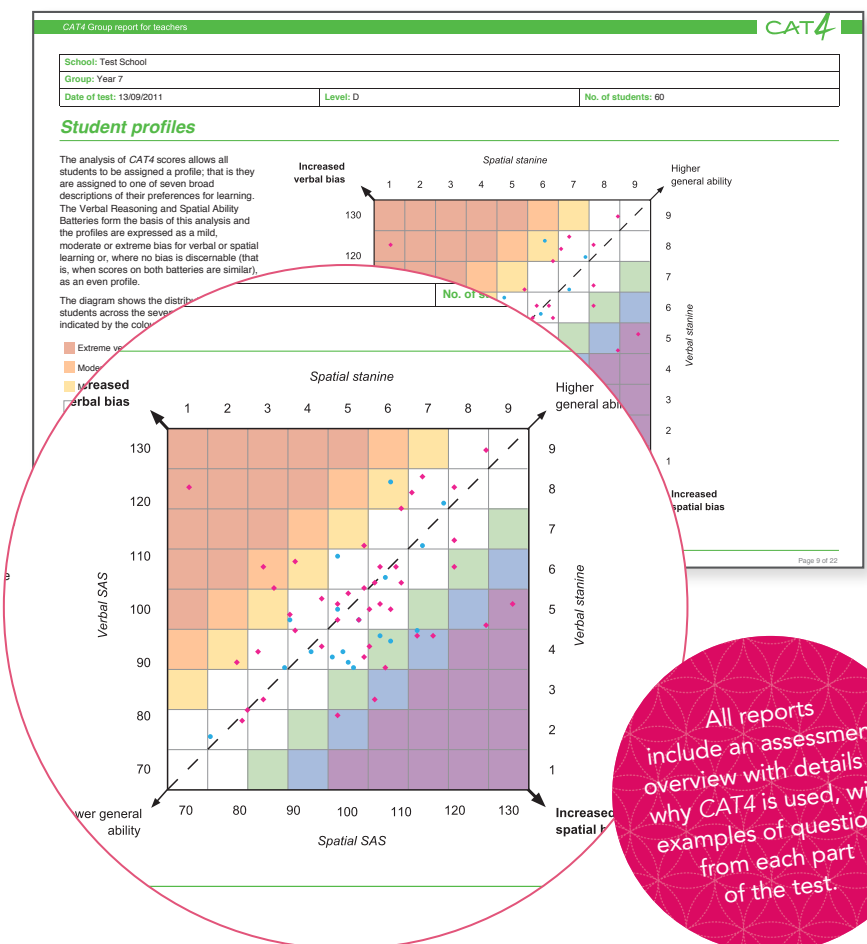 CAT4 Group report for teachers
CAT4
School: Test School
Group: Year 7
Date of test: 13/09/2011 Level: D No. of students: 60
Student profiles
The analysis of CAT4 scores allows all
students to be assigned a profile; that is they
are assigned to one of seven broad
descriptions of their preferences for learning.
The Verbal Reasoning and Spatial Ability
Batteries form the basis of this analysis and
the profiles are expressed as a mild,
moderate or extreme bias for verbal or spatial
learning or, where no bias is discernable (that
is, when scores on both batteries are similar),
as an even profile.
The diagram shows the
students across the
indicated by the
Extreme
Increased
verbal bias
Spatial stanine
Higher
general ability
1 2 3 4 5 6 7 8 9
130
120
9
8
7
6
5
4
3
2
1
Verbal stanine
Increased
spatial bias
Page 9 of 22
No. of
Spatial stanine
Higher
general
1 2 3 4 5 6 7 8 9
130
120
110
100
90
80
70
Verbal SAS
9
8
7
6
5
4
3
2
1
Verbal stanine
general
ability
70 80 90 100 110 120 130
Spatial SAS
Increased
spatial
All reports
include an
overview with details
why CAT4 is used,
examples of
from each part
of the test.